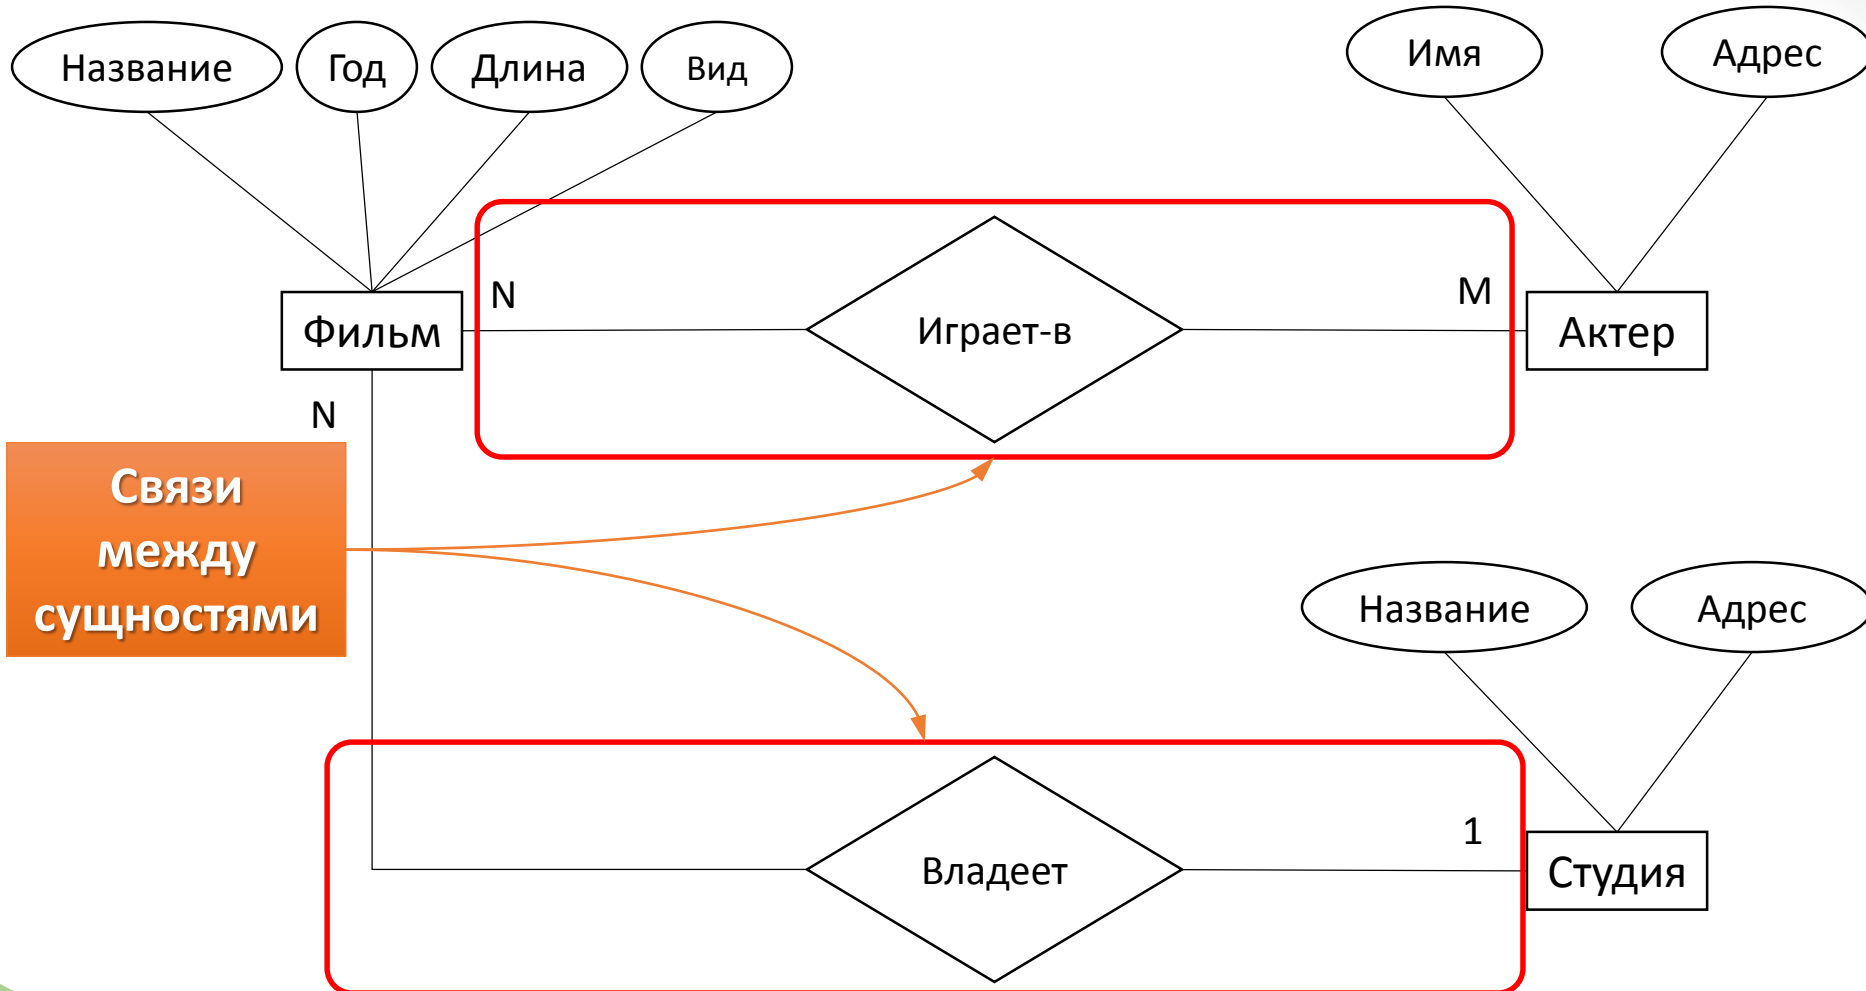 Название
Год
Длина
Вид
Имя
Адрес
N
M
Фильм
Играет-в
Актер
N
Связи
между
сущностями
Название
Адрес
1
Владеет
Студия